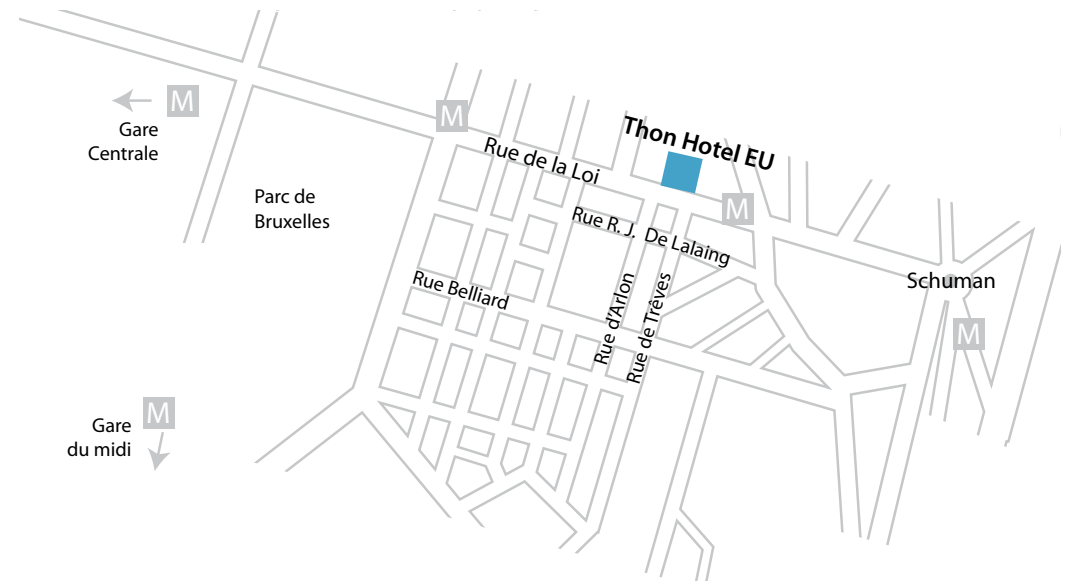 M
Gare
Centrale
M
Thon Hotel EU
Rue de la Loi
Parc de
Bruxelles
M
Rue R. J. De Lalaing
Schuman
Rue Belliard
Rue d'Arlon
Rue de Trêves
M
M
Gare
du midi